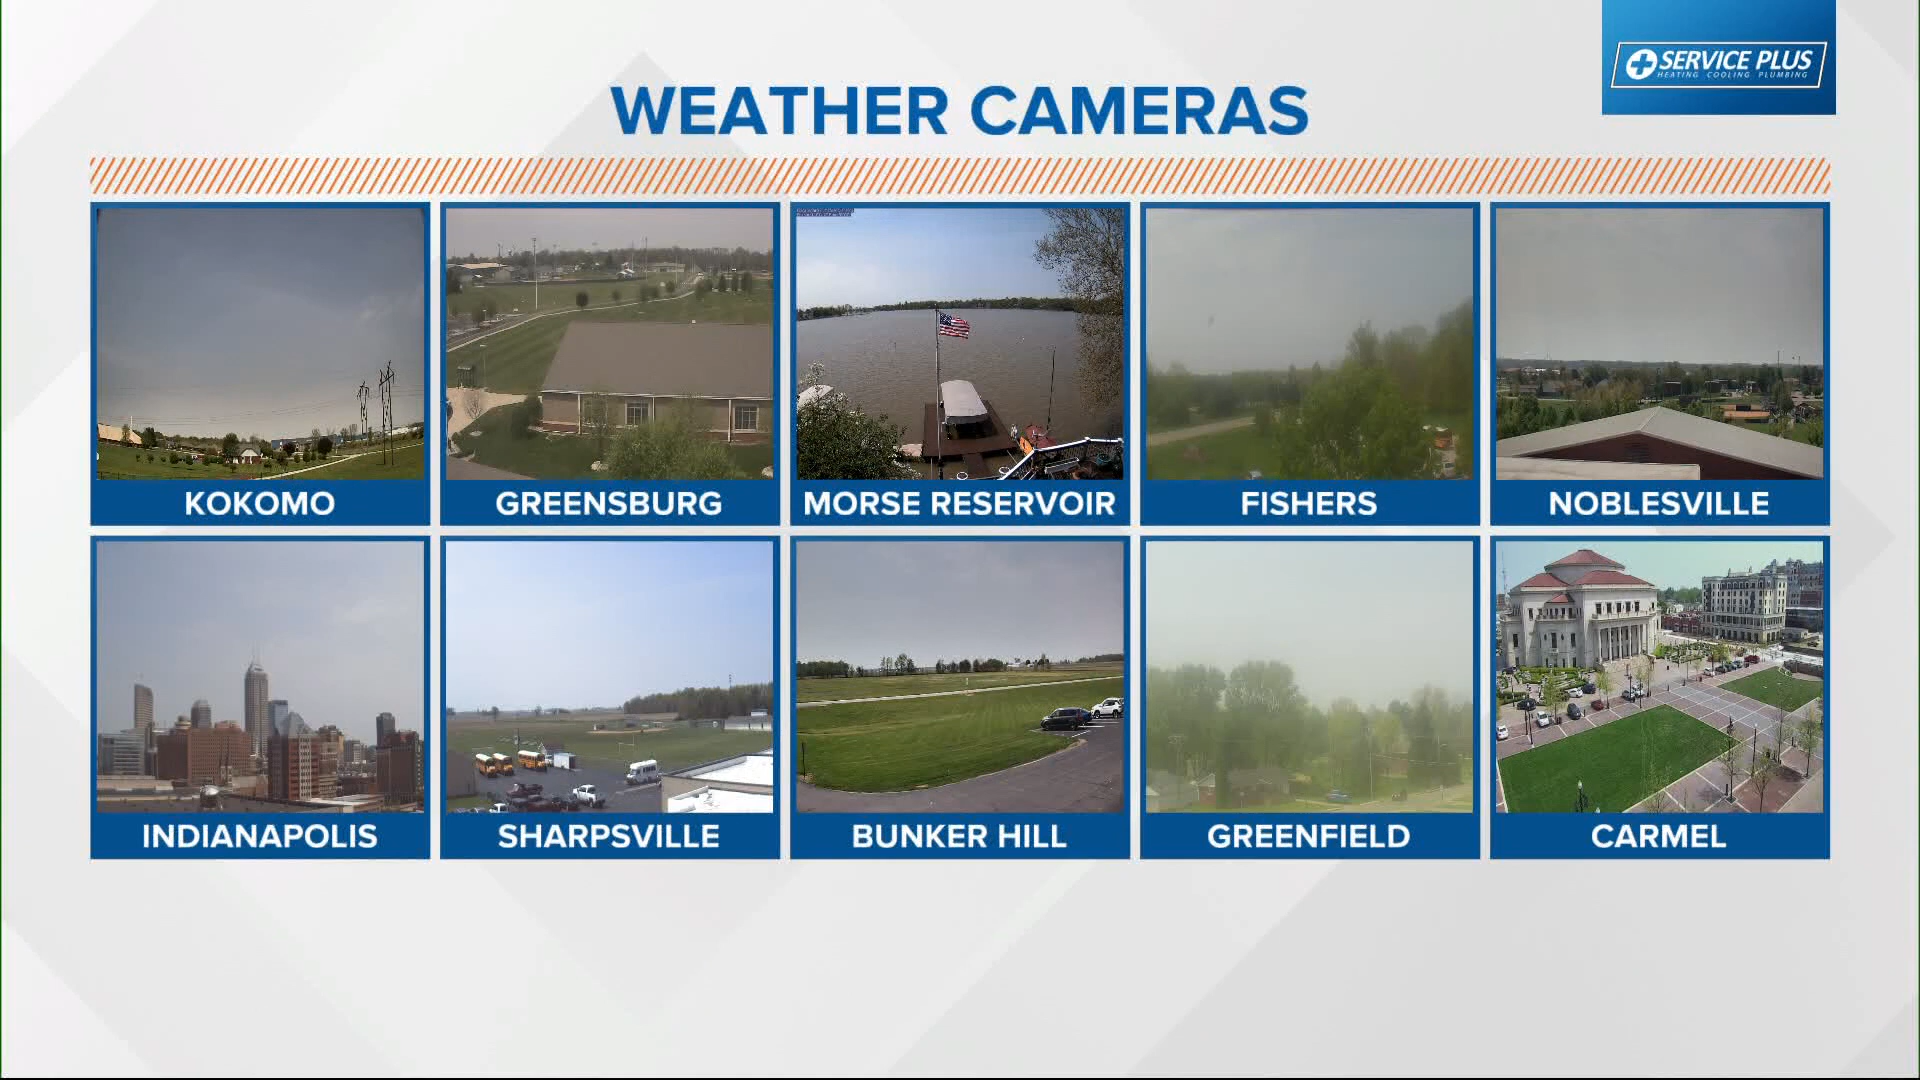 SERVICE PLUS
HEATING COOLING PLUMBING
WEATHER CAMERAS
KOKOMO
GREENSBURG
MORSE RESERVOIR
FISHERS
NOBLESVILLE
INDIANAPOLIS
SHARPSVILLE
BUNKER HILL
GREENFIELD
CARMEL